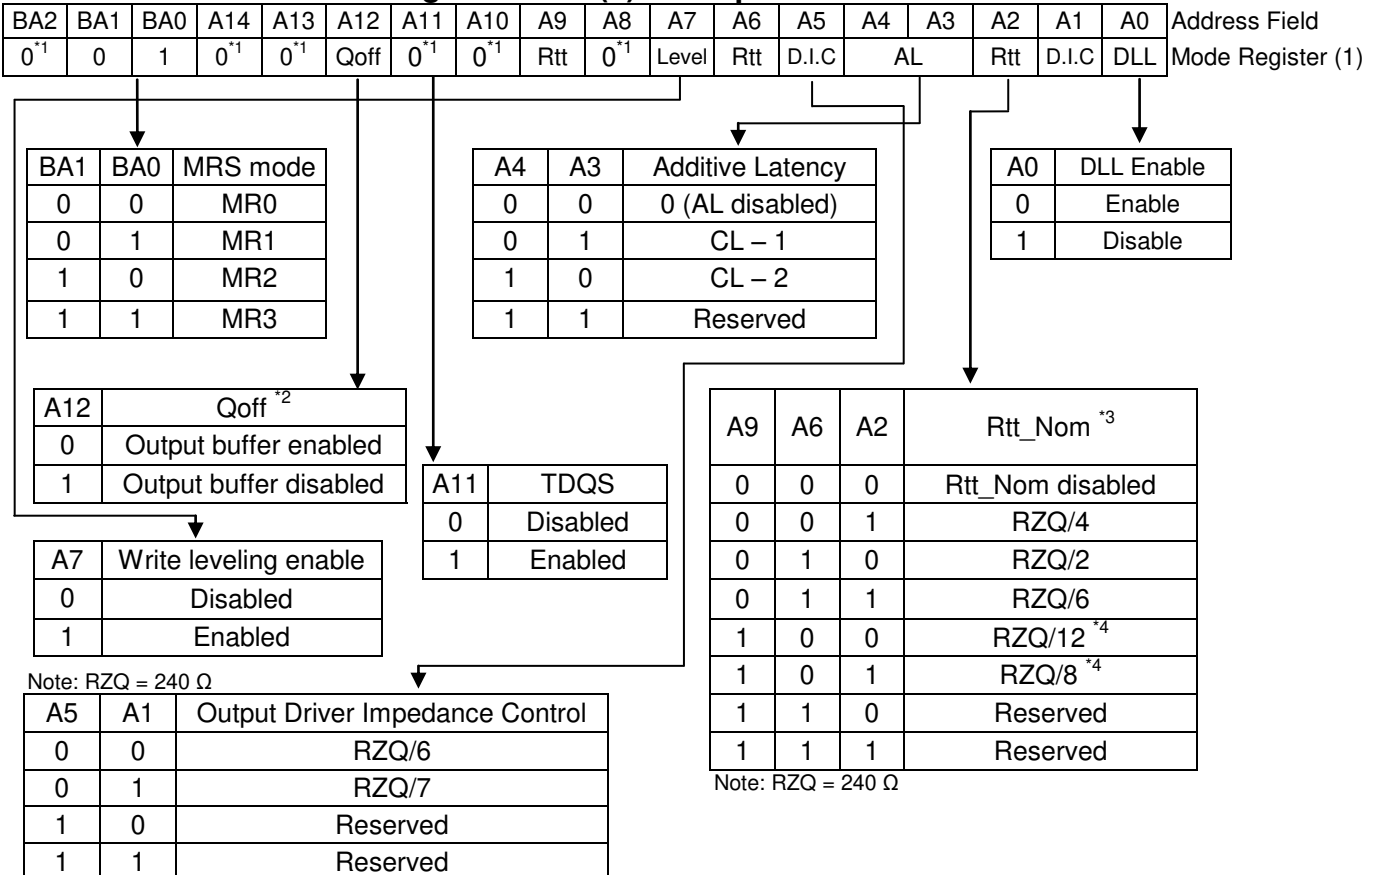 BA2 BA1 BA0 A14 A13 A12 A11 A10 A9 A8 A7 A6 A5 A4 A3 A2 A1 A0 Address Field
0*1 0 1 0*1 0*1 Qoff 0*1 0*1 Rtt 0*1 Level Rtt D.I.C AL Rtt D.I.C DLL Mode Register (1)
BA1 BA0 MRS mode
0 0 MR0
0 1 MR1
1 0 MR2
1 1 MR3
A4 A3 Additive Latency
0 0 0 (AL disabled)
0 1 CL – 1
1 0 CL – 2
1 1 Reserved
A0 DLL Enable
0 Enable
1 Disable
A12 Qoff *2
0 Output buffer enabled
1 Output buffer disabled
A11 TDQS
0 Disabled
1 Enabled
A9 A6 A2 Rtt_Nom *3
0 0 0 Rtt_Nom disabled
0 0 1 RZQ/4
0 1 0 RZQ/2
0 1 1 RZQ/6
1 0 0 RZQ/12 *4
1 0 1 RZQ/8 *4
1 1 0 Reserved
1 1 1 Reserved
Note: RZQ = 240 Ω
A7 Write leveling enable
0 Disabled
1 Enabled
Note: RZQ = 240 Ω
A5 A1 Output Driver Impedance Control
0 0 RZQ/6
0 1 RZQ/7
1 0 Reserved
1 1 Reserved